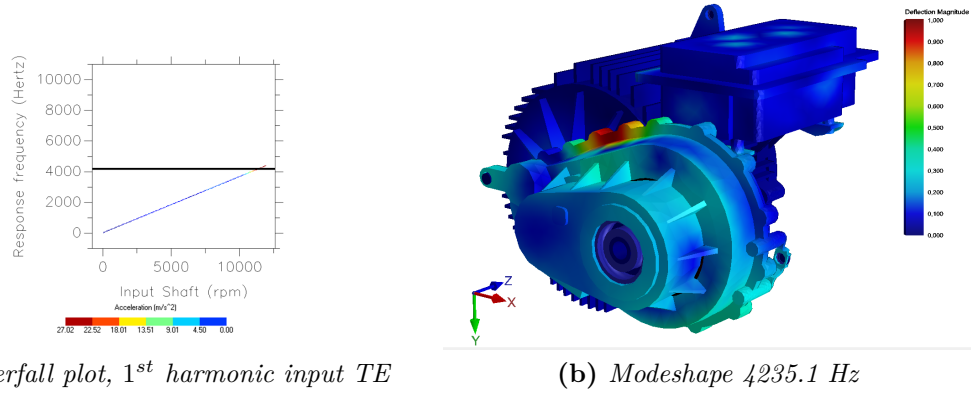 Response frequency (Hertz)
10000
8000
6000
4000
2000
0
0 5000 10000
Input Shaft (rpm)
Acceleration [m/s^2]
27.02 22.52 18.01 13.51 9.01 4.50 0.00
erfall plot, 1st harmonic input TE
Deflection Magnitude
1,000
0,900
0,800
0,700
0,600
0,500
0,400
0,300
0,200
0,100
0,000
Z
X
Y
(b) Modeshape 4235.1 Hz